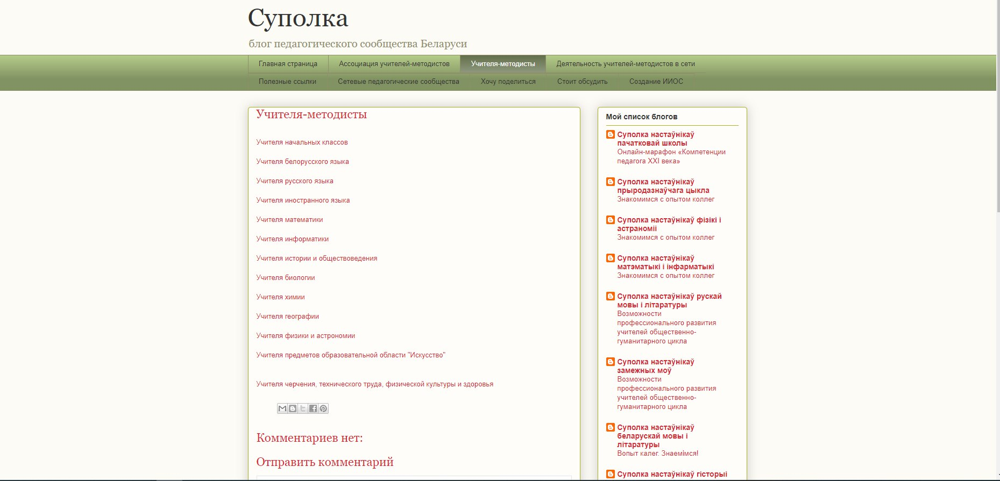 Суполка
блог педагогического сообщества Беларуси
Главная страница
Ассоциация учителей-методистов
Учителя-методисты
Деятельность учителей-методистов в сети
Полезные ссылки
Сетевые педагогические сообщества
Хочу поделиться
Стоит обсудить
Создание ИИОС
Учителя-методисты
Учителя начальных классов
Учителя белорусского языка
Учителя русского языка
Учителя иностранного языка
Учителя математики
Учителя информатики
Учителя истории и обществоведения
Учителя биологии
Учителя химии
Учителя географии
Учителя физики и астрономии
Учителя предметов образовательной области "Искусство"
Учителя черчения, технического труда, физической культуры и здоровья
Комментариев нет:
Отправить комментарий
Мой список блогов
Суполка настаўнікаў
пачатковай школы
Онлайн-марафон «Компетенции
педагога XXI века»
Суполка настаўнікаў
прыродазнаўчага цыкла
Знакомимся с опытом коллег
Суполка настаўнікаў фізікі і
астраноміі
Знакомимся с опытом коллег
Суполка настаўнікаў
матэматыкі і інфарматыкі
Знакомимся с опытом коллег
Суполка настаўнікаў рускай
мовы і літаратуры
Возможности
профессионального развития
учителей общественно-
гуманитарного цикла
Суполка настаўнікаў
замежных моў
Возможности
профессионального развития
учителей общественно-
гуманитарного цикла
Суполка настаўнікаў
беларускай мовы і
літаратуры
Вопыт калег. Знаемімся!
Суполка настаўнікаў гісторыі